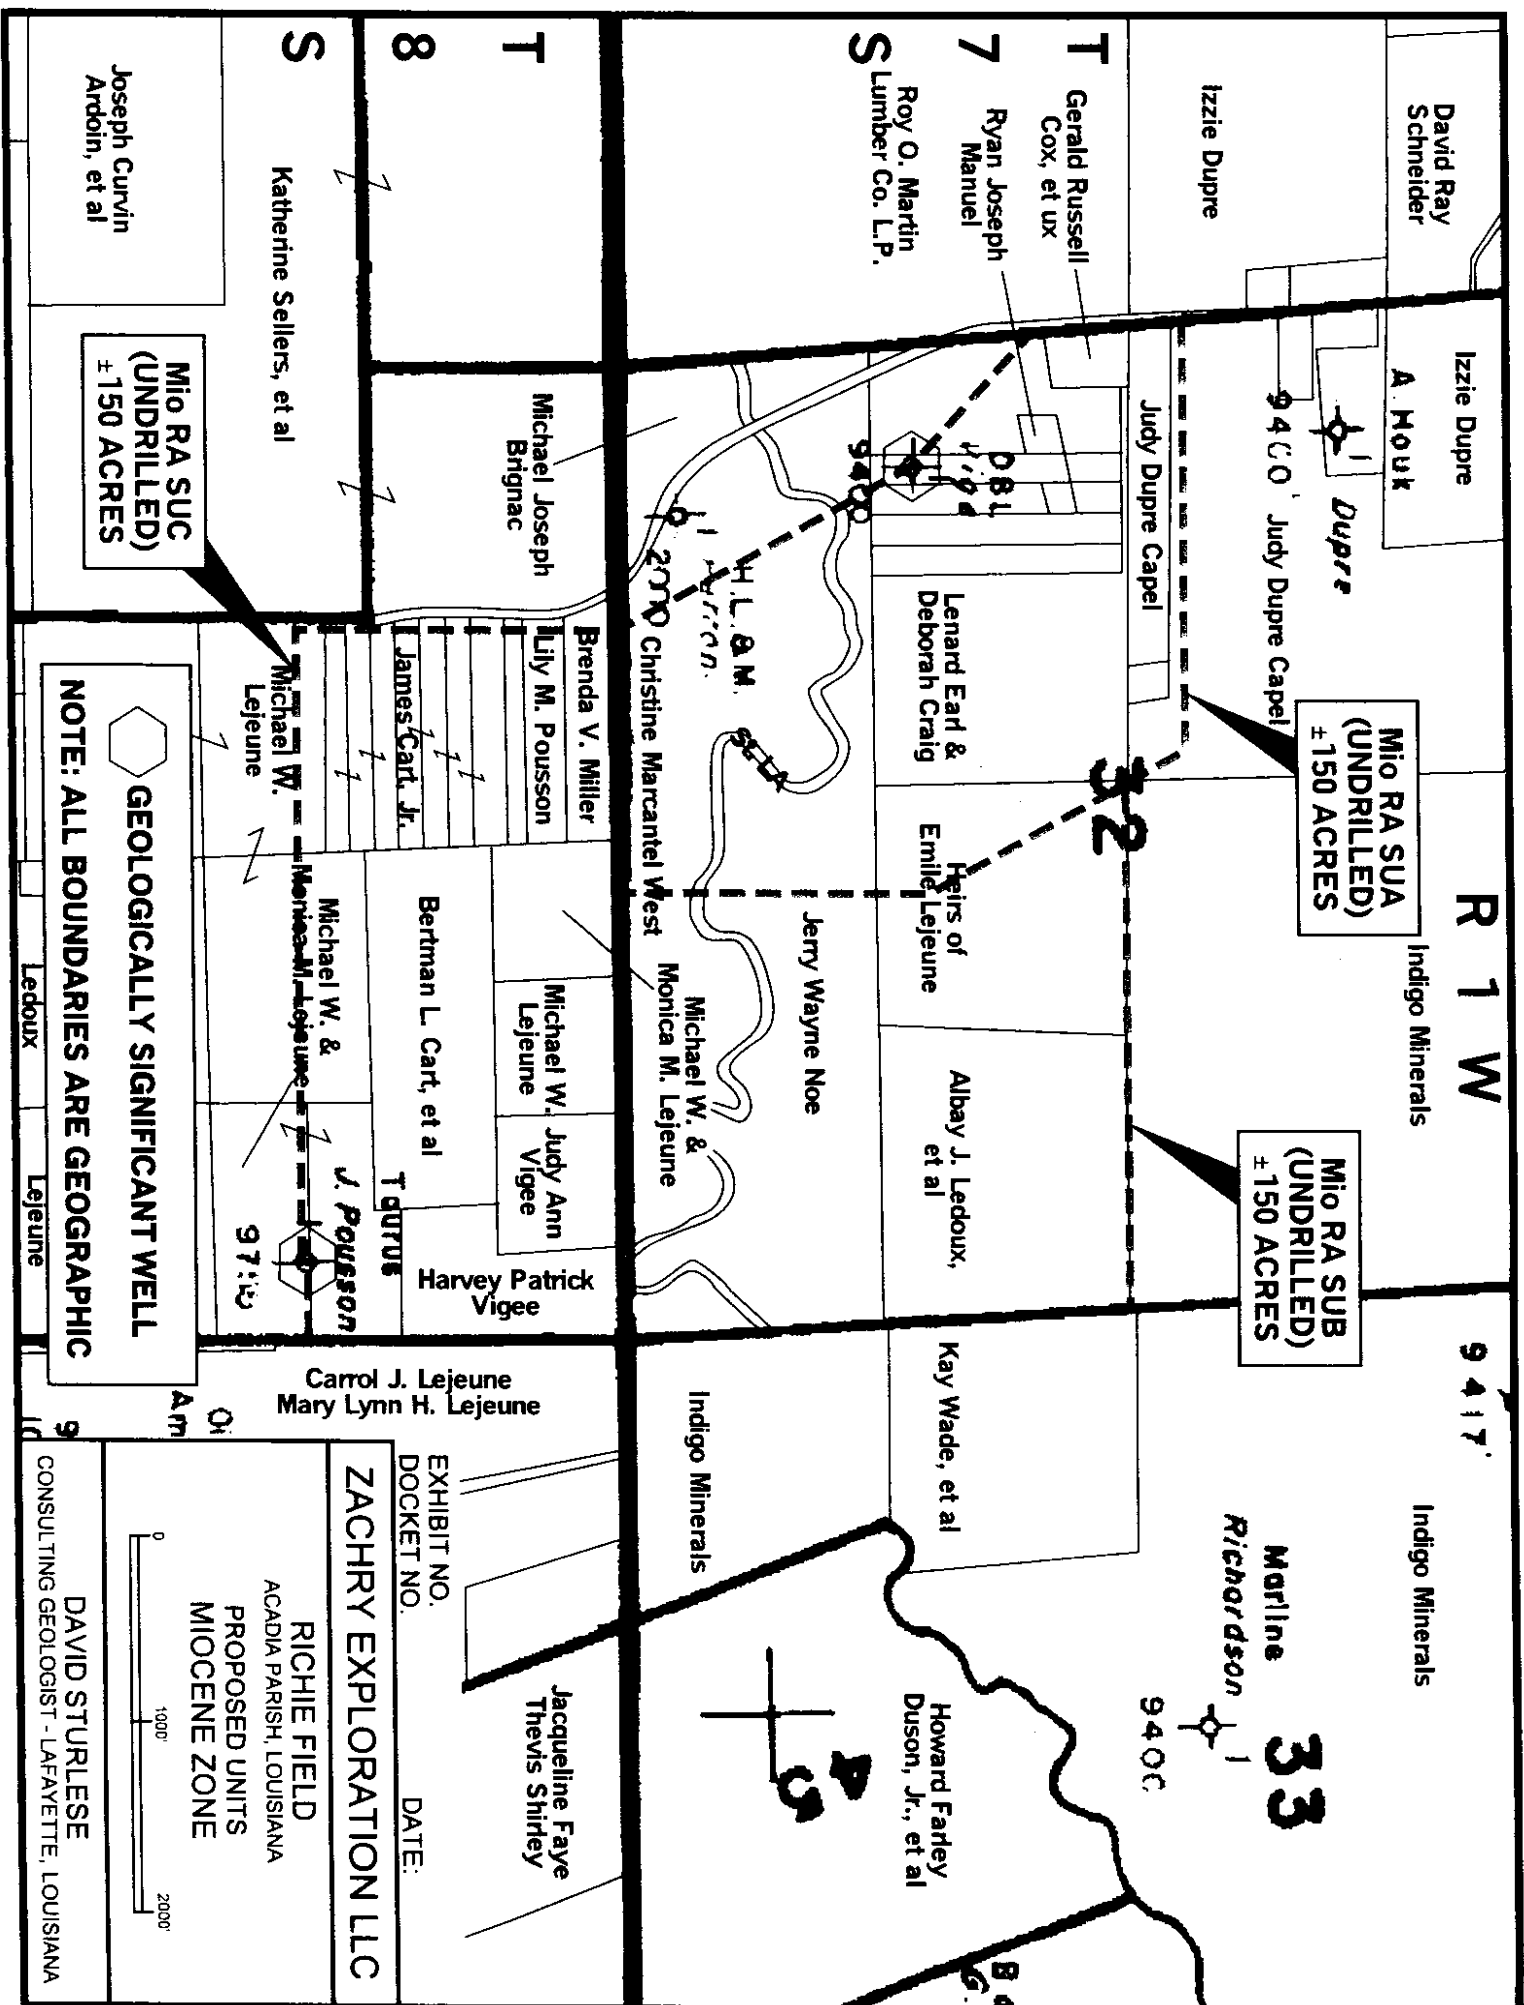 R 1 W
T
7
S
T
8
S
David Ray
Schneider
Izzie Dupre
Izzie Dupre
A. Houk
1
Dupre
Judy Dupre Capel
Judy Dupre Capel
Gerald Russell
Cox, et ux
Ryan Joseph
Manuel
Roy O. Martin
Lumber Co. L.P.
Mio RA SUA
(UNDRILLED)
±150 ACRES
Indigo Minerals
Mio RA SUB
(UNDRILLED)
±150 ACRES
9417'
Indigo Minerals
Marline
Richardson
1
33
32
D B L
Lenard Earl &
Deborah Craig
Heirs of
Emile Lejeune
Albay J. Ledoux,
et al
Kay Wade, et al
Howard Farley
Duson, Jr., et al
4
5
H.L. & M.
1
Jerry Wayne Noe
Christine Marcantel West
Michael W. &
Monica M. Lejeune
Indigo Minerals
Michael Joseph
Brignac
Brenda V. Miller
Lily M. Pousson
James Cart, Jr.
Michael W.
Lejeune
Judy Ann
Vigee
Bertman L. Cart, et al
Harvey Patrick
Vigee
Taurus
J. Pousson
1
Michael W. &
Monica M. Lejeune
Michael W.
Lejeune
Katherine Sellers, et al
Joseph Curvin
Ardoin, et al
Mio RA SUC
(UNDRILLED)
±150 ACRES
Carrol J. Lejeune
Mary Lynn H. Lejeune
Jacqueline Faye
Thevis Shirley
GEOLOGICALLY SIGNIFICANT WELL
NOTE: ALL BOUNDARIES ARE GEOGRAPHIC
Ledoux
Lejeune
Am
EXHIBIT NO.
DOCKET NO.
DATE:
ZACHRY EXPLORATION LLC
RICHIE FIELD
ACADIA PARISH, LOUISIANA
PROPOSED UNITS
MIOCENE ZONE
0 1000' 2000'
DAVID STURLESE
CONSULTING GEOLOGIST - LAFAYETTE, LOUISIANA